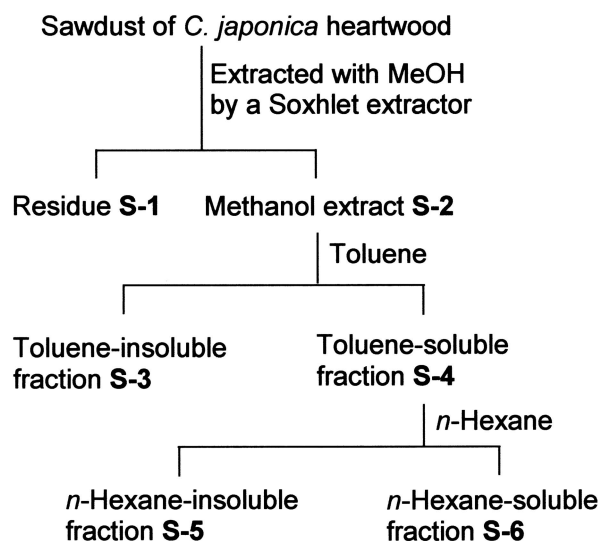 Sawdust of C. japonica heartwood
Extracted with MeOH
by a Soxhlet extractor
Residue S-1
Methanol extract S-2
Toluene
Toluene-insoluble
fraction S-3
Toluene-soluble
fraction S-4
n-Hexane
n-Hexane-insoluble
fraction S-5
n-Hexane-soluble
fraction S-6